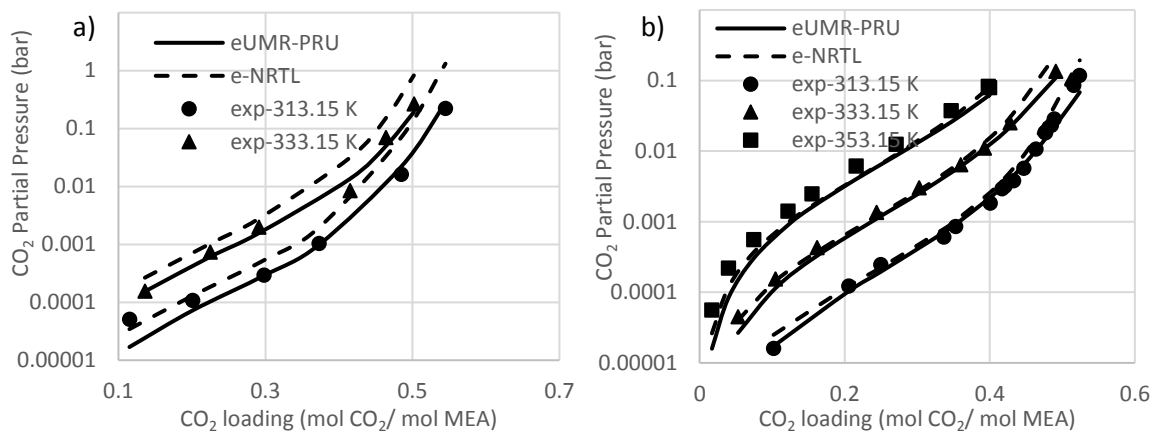 a)
eUMR-PRU
e-NRTL
exp-313.15 K
exp-333.15 K
CO₂ Partial Pressure (bar)
1
0.1
0.01
0.001
0.0001
0.00001
0.1 0.3 0.5 0.7
CO₂ loading (mol CO₂/ mol MEA)
b)
eUMR-PRU
e-NRTL
exp-313.15 K
exp-333.15 K
exp-353.15 K
CO₂ Partial Pressure (bar)
0.1
0.01
0.001
0.0001
0.00001
0 0.2 0.4 0.6
CO₂ loading (mol CO₂/ mol MEA)